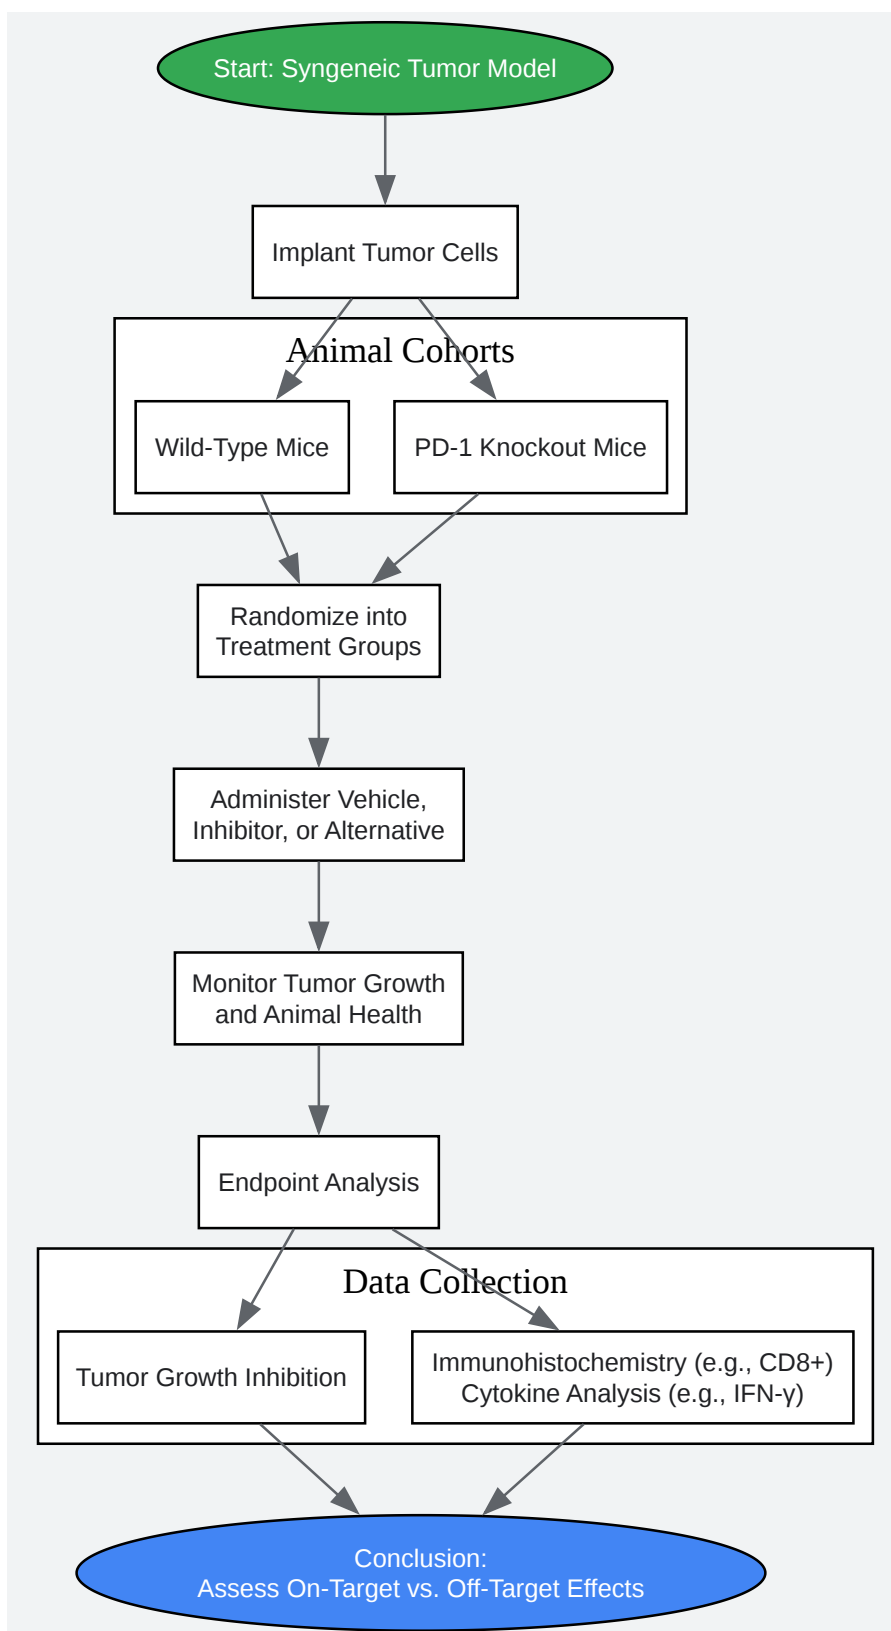 Start: Syngeneic Tumor Model
Implant Tumor Cells
Animal Cohorts
Wild-Type Mice
PD-1 Knockout Mice
Randomize into
Treatment Groups
Administer Vehicle,
Inhibitor, or Alternative
Monitor Tumor Growth
and Animal Health
Endpoint Analysis
Data Collection
Tumor Growth Inhibition
Immunohistochemistry (e.g., CD8+)
Cytokine Analysis (e.g., IFN-γ)
Conclusion:
Assess On-Target vs. Off-Target Effects